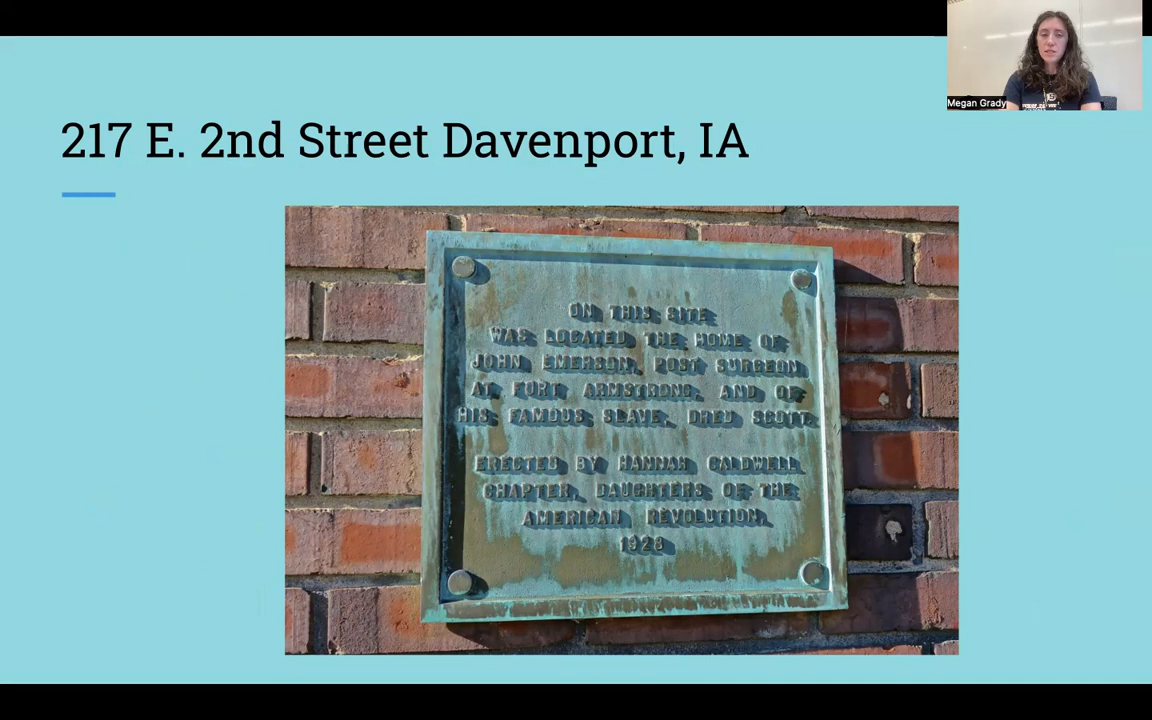 217 E. 2nd Street Davenport, IA
Megan Grady
ON THIS SITE
WAS LOCATED THE HOME OF
JOHN EMERSON, POST SURGEON
AT FORT ARMSTRONG, AND OF
HIS FAMOUS SLAVE, DRED SCOTT.
ERECTED BY HANNAH CALDWELL
CHAPTER, DAUGHTERS OF THE
AMERICAN REVOLUTION,
1928